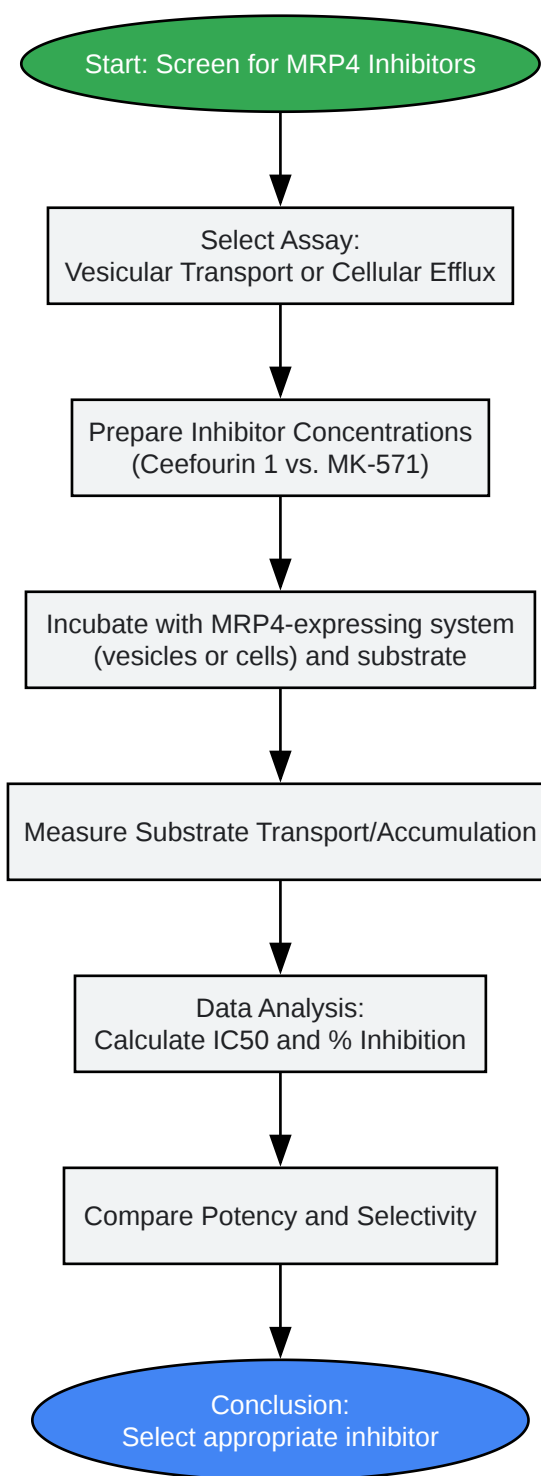 Start: Screen for MRP4 Inhibitors
Select Assay:
Vesicular Transport or Cellular Efflux
Prepare Inhibitor Concentrations
(Ceefourin 1 vs. MK-571)
Incubate with MRP4-expressing system
(vesicles or cells) and substrate
Measure Substrate Transport/Accumulation
Data Analysis:
Calculate IC50 and % Inhibition
Compare Potency and Selectivity
Conclusion:
Select appropriate inhibitor